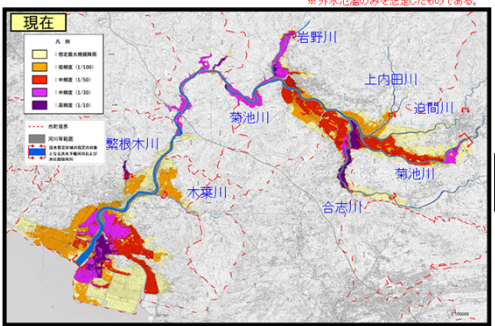 ※外水氾濫のみを想定したものである。
現在
凡例
:想定最大規模降雨
:低頻度（1/100）
:中頻度（1/50）
:中頻度（1/30）
:高頻度（1/10）
:市町境界
:河川等範囲
岩野川
上内田川
迫間川
菊池川
繁根木川
菊池川
木葉川
合志川